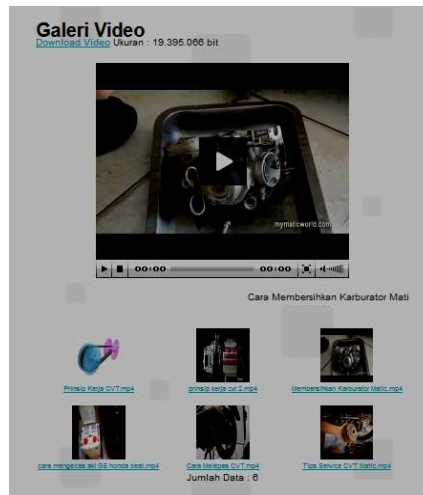 Galeri Video
Download Video Ukuran : 19.395.066 bit
mymaticworld.com
00:00 00:00
Cara Membersihkan Karburator Mati
Prinsip Kerja CVT.mp4
prinsip kerja cvt 2.mp4
Membersihkan Karburator Matic.mp4
cara mengecas aki GS honda beat.mp4
Cara Melepas CVT.mp4
Tips Service CVT Matic.mp4
Jumlah Data : 6